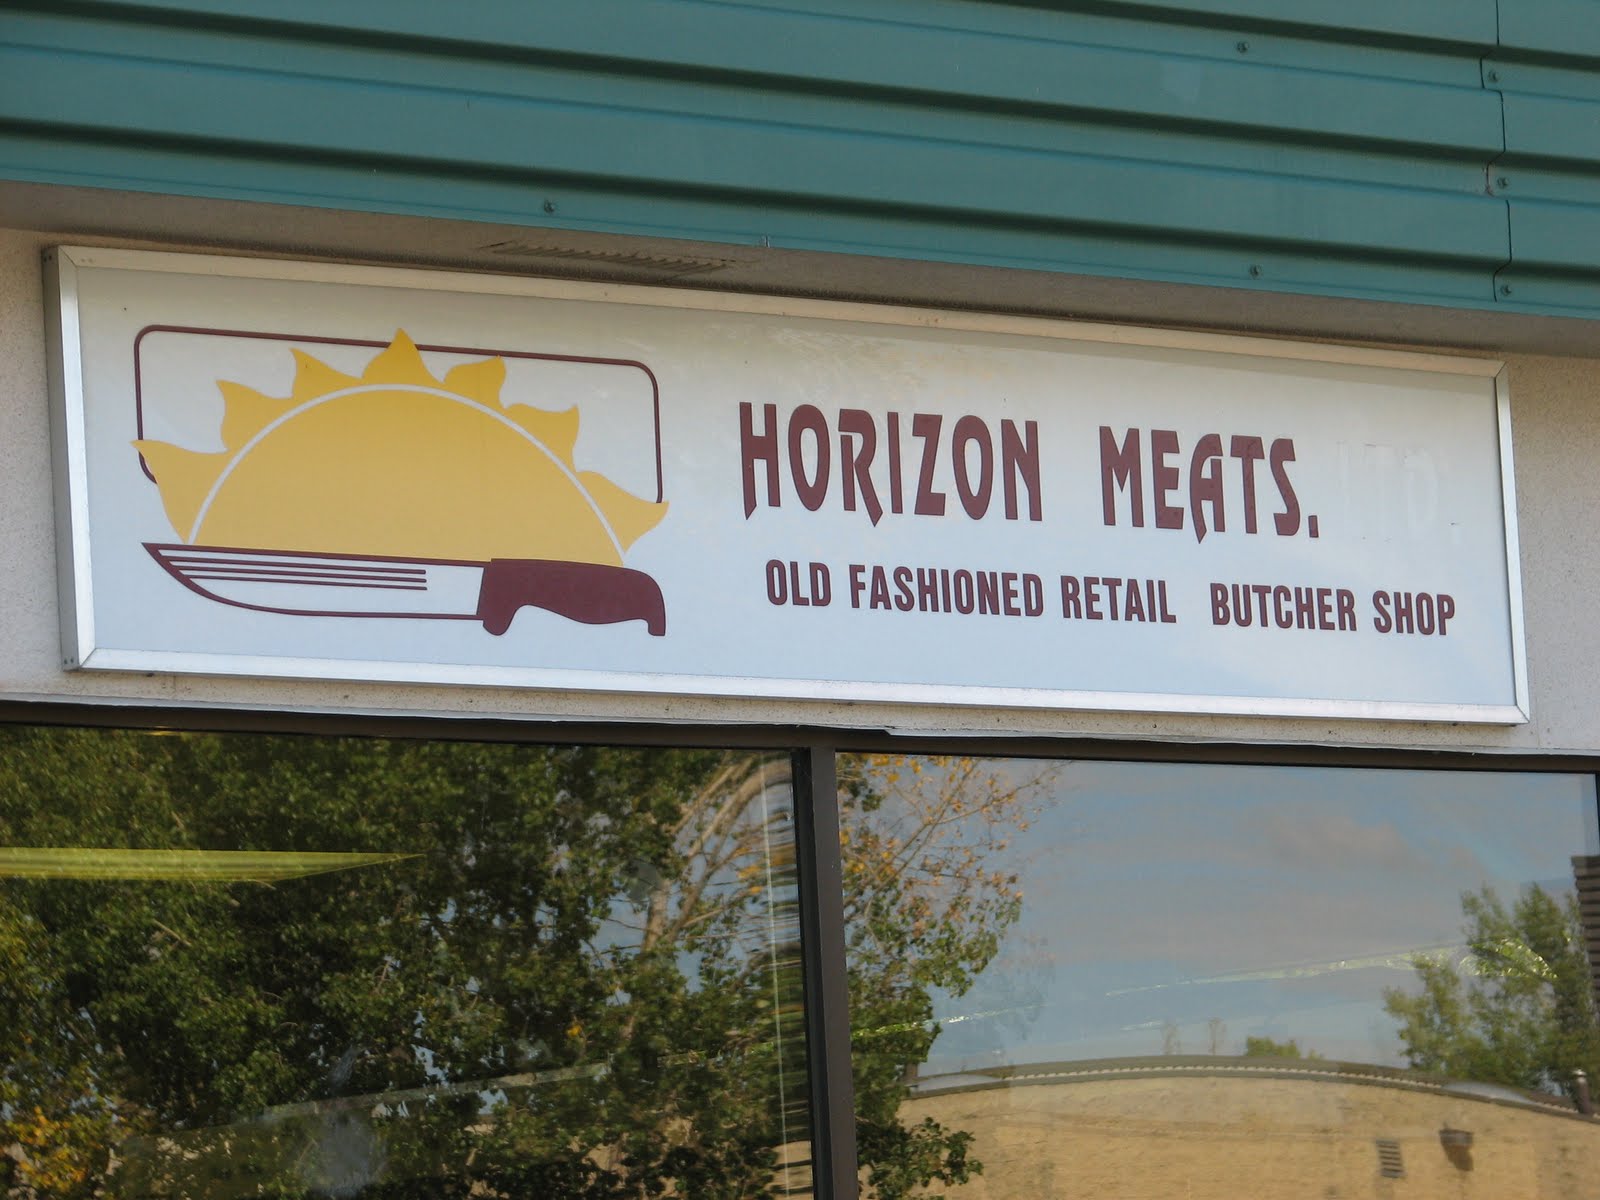 HORIZON MEATS.
OLD FASHIONED RETAIL BUTCHER SHOP